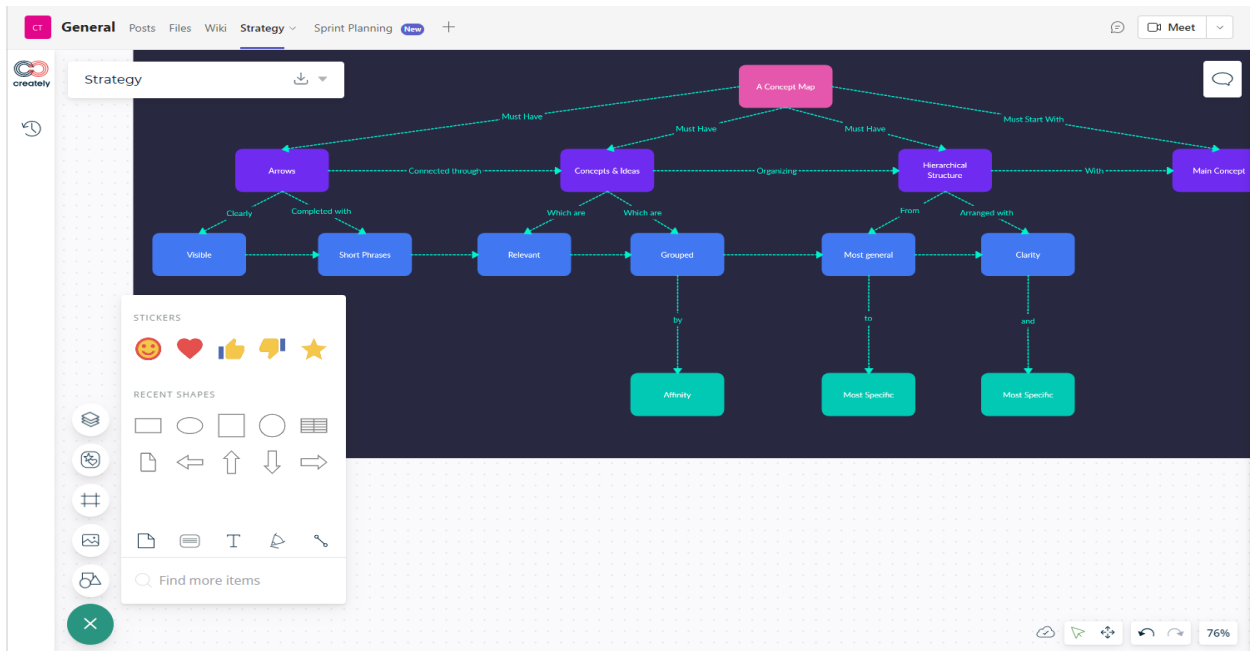 CT
General
Posts
Files
Wiki
Strategy
Sprint Planning
New
Meet
creately
Strategy
A Concept Map
Must Have
Must Have
Must Have
Must Start With
Arrows
Connected through
Concepts & Ideas
Organizing
Hierarchical
Structure
With
Main Concept
Clearly
Completed with
Which are
Which are
From
Arranged with
Visible
Short Phrases
Relevant
Grouped
Most general
Clarity
by
to
and
Affinity
Most Specific
Most Specific
STICKERS
RECENT SHAPES
T
Find more items
76%